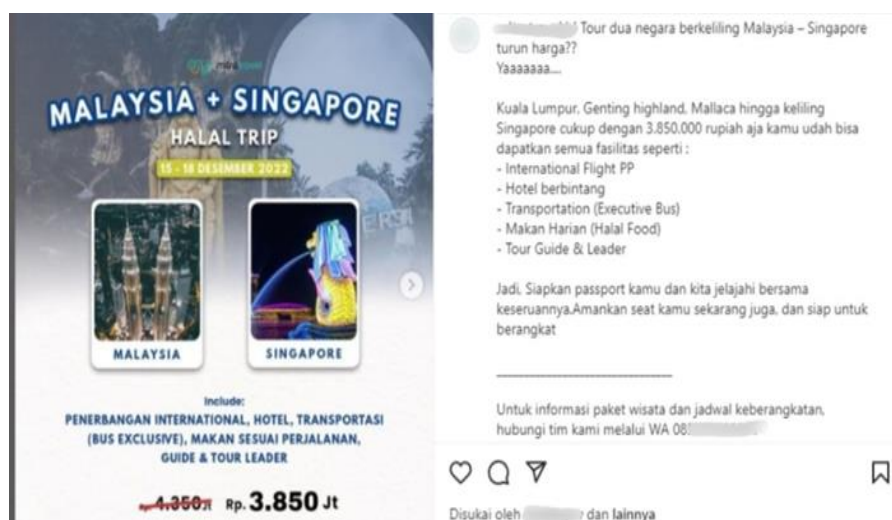 mitra
MALAYSIA + SINGAPORE
HALAL TRIP
15 - 18 DESEMBER 2022
MALAYSIA
SINGAPORE
Include:
PENERBANGAN INTERNATIONAL, HOTEL, TRANSPORTASI
(BUS EXCLUSIVE), MAKAN SESUAI PERJALANAN,
GUIDE & TOUR LEADER
4.350Jt Rp. 3.850 Jt
Tour dua negara berkeliling Malaysia – Singapore
turun harga??
Yaaaaaaa....
Kuala Lumpur, Genting highland, Mallaca hingga keliling
Singapore cukup dengan 3.850.000 rupiah aja kamu udah bisa
dapatkan semua fasilitas seperti :
- International Flight PP
- Hotel berbintang
- Transportation (Executive Bus)
- Makan Harian (Halal Food)
- Tour Guide & Leader
Jadi, Siapkan passport kamu dan kita jelajahi bersama
keseruannya.Amankan seat kamu sekarang juga, dan siap untuk
berangkat
Untuk informasi paket wisata dan jadwal keberangkatan,
hubungi tim kami melalui WA 08
Disukai oleh dan lainnya